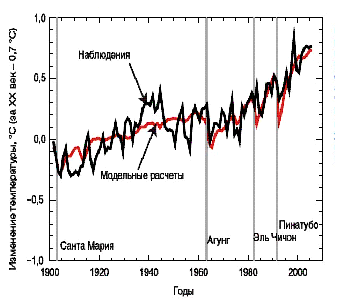 Изменение температуры, °C (за XX век – 0,7 °C)
1,0
0,5
0,0
–0,5
–1,0
Наблюдения
Модельные расчеты
Санта Мария
Агунг
Эль Чичон
Пинатубо
1900
1920
1940
1960
1980
2000
Годы